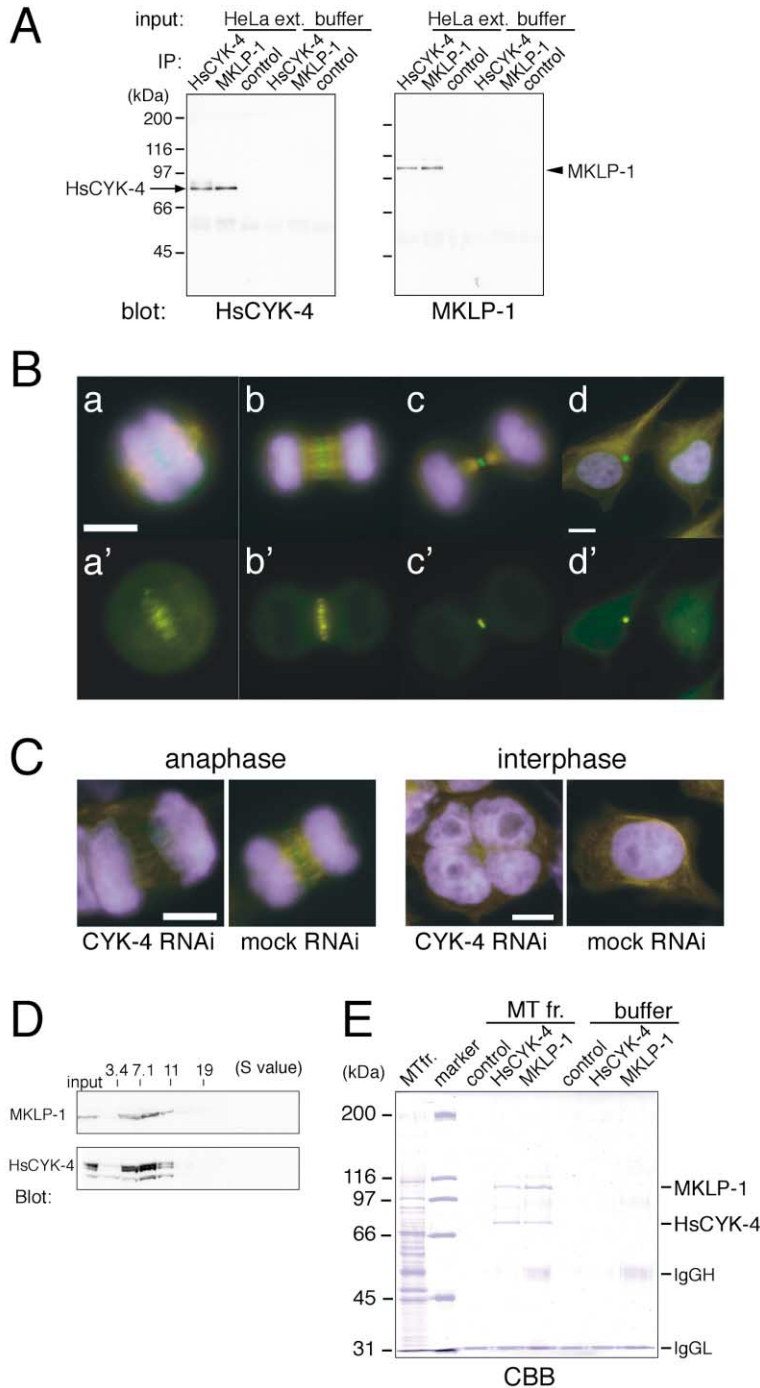 A
input: HeLa ext. buffer HeLa ext. buffer
IP: HsCYK-4 MKLP-1 control HsCYK-4 MKLP-1 control HsCYK-4 MKLP-1 control HsCYK-4 MKLP-1 control
(kDa)
200
116
97
HsCYK-4 MKLP-1
66
45
blot: HsCYK-4 MKLP-1
B
a b c d
a' b' c' d'
C
anaphase interphase
CYK-4 RNAi mock RNAi CYK-4 RNAi mock RNAi
D
input 3.4 7.1 11 19 (S value)
MKLP-1
HsCYK-4
Blot:
E
MT fr. buffer
(kDa) MTfr. marker control HsCYK-4 MKLP-1 control HsCYK-4 MKLP-1
200
116
MKLP-1
97
HsCYK-4
66
IgGH
45
31 IgGL
CBB